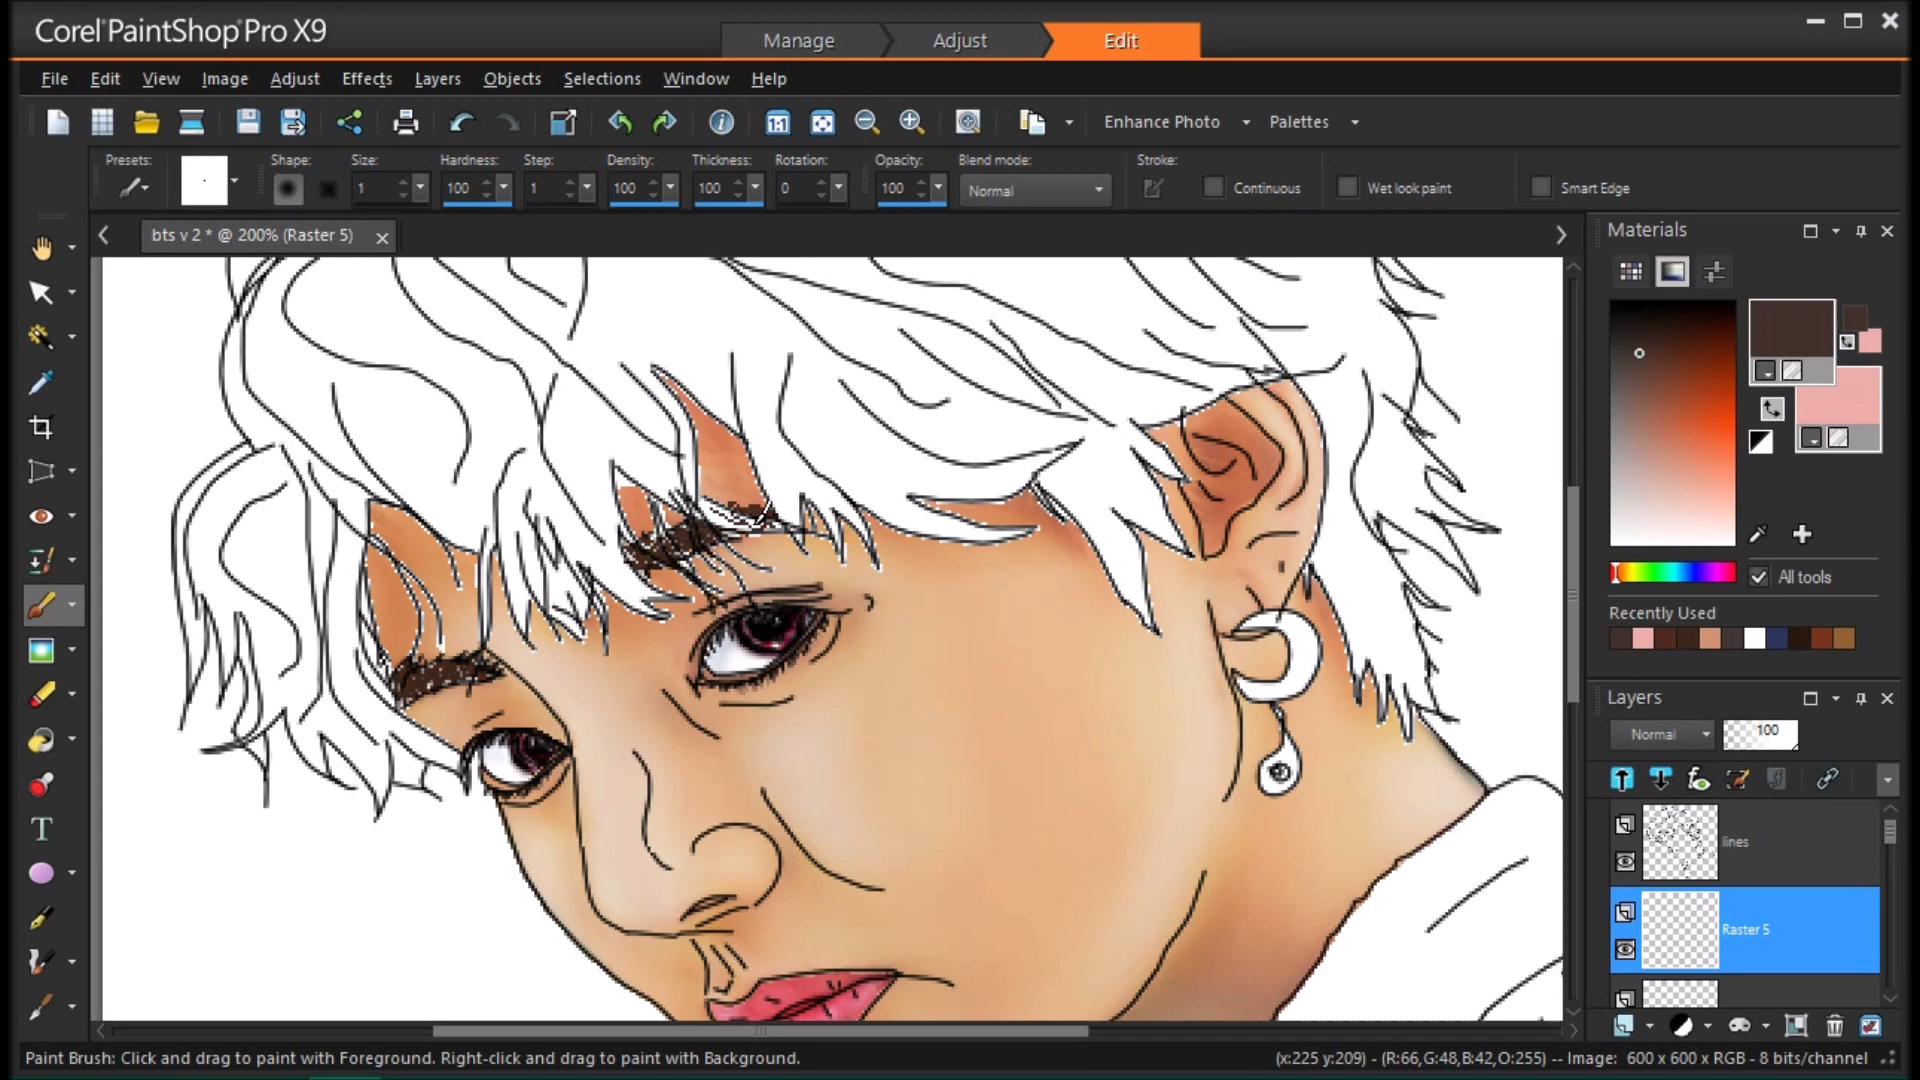 Corel PaintShop Pro X9
Manage
Adjust
Edit
File
Edit
View
Image
Adjust
Effects
Layers
Objects
Selections
Window
Help
1:1
Enhance Photo
Palettes
Presets:
Shape:
Size:
Hardness:
Step:
Density:
Thickness:
Rotation:
Opacity:
Blend mode:
Stroke:
1
100
1
100
100
0
100
Normal
Continuous
Wet look paint
Smart Edge
bts v 2 * @ 200% (Raster 5)
Materials
All tools
Recently Used
Layers
Normal
100
lines
Raster 5
T
Paint Brush: Click and drag to paint with Foreground. Right-click and drag to paint with Background.
(x:225 y:209) - (R:66,G:48,B:42,O:255) -- Image: 600 x 600 x RGB - 8 bits/channel